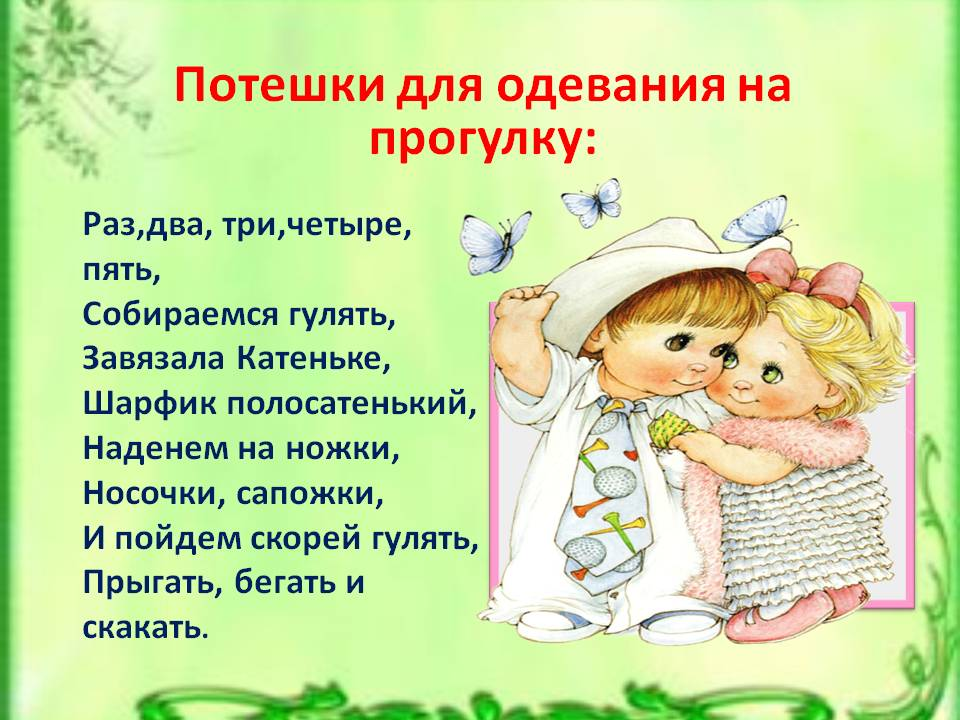 Потешки для одевания на
прогулку:
Раз,два, три,четыре,
пять,
Собираемся гулять,
Завязала Катеньке,
Шарфик полосатенький,
Наденем на ножки,
Носочки, сапожки,
И пойдем скорей гулять,
Прыгать, бегать и
скакать.